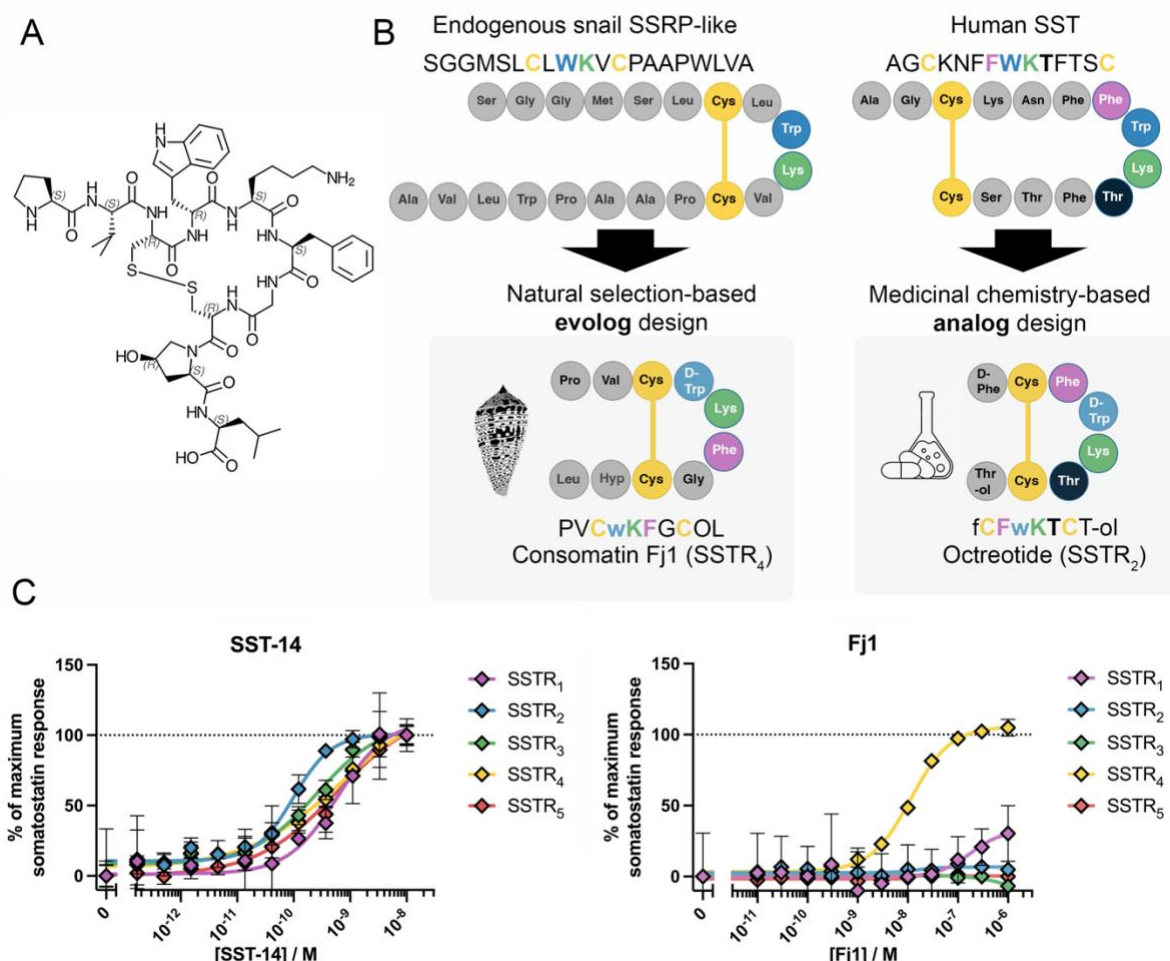 A
B
Endogenous snail SSRP-like
SGGMSLCLWKVCPAAPWLVA
Ser Gly Gly Met Ser Leu Cys Leu
Trp
Lys
Ala Val Leu Trp Pro Ala Ala Pro Cys Val
Human SST
AGCKNFFWKTFTSC
Ala Gly Cys Lys Asn Phe Phe
Trp
Lys
Cys Ser Thr Phe Thr
Natural selection-based
evolog design
Medicinal chemistry-based
analog design
Pro Val Cys D-Trp
Lys
Phe
Leu Hyp Cys Gly
PVCwKFGCOL
Consomatin Fj1 (SSTR4)
D-Phe Cys Phe
D-Trp
Lys
Thr-ol Cys Thr
fCFwKTCT-ol
Octreotide (SSTR2)
HN
NH2
(S)
N
H
O
H
N
(S)
O
N
H
(R)
O
NH
(R)
O
N
H
(S)
O
NH
(S)
O
HN
O
H
N
(R)
O
S
S
HO
(R)
N
(S)
O
HN
(S)
HO
O
C
SST-14
% of maximum
somatostatin response
150
100
50
0
0 10-12 10-11 10-10 10-9 10-8
[SST-14] / M
SSTR1
SSTR2
SSTR3
SSTR4
SSTR5
Fj1
% of maximum
somatostatin response
150
100
50
0
0 10-11 10-10 10-9 10-8 10-7 10-6
[Fj1] / M
SSTR1
SSTR2
SSTR3
SSTR4
SSTR5